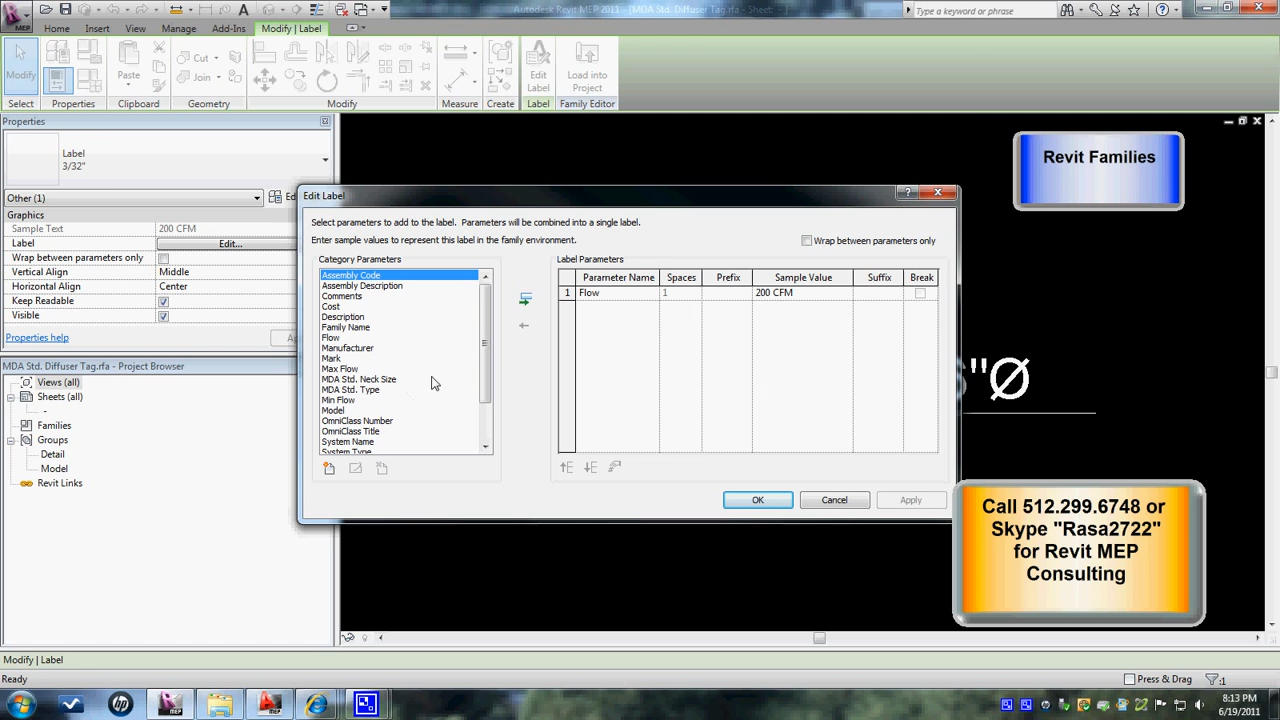 Autodesk Revit MEP 2011 - [MDA Std. Diffuser Tag.rfa - Sheet: ]
Type a keyword or phrase
Home Insert View Manage Add-Ins Modify | Label
Modify
Cut
Join
Paste
Edit
Label
Load into
Project
Select Properties Clipboard Geometry Modify Measure Create Label Family Editor
Properties
Label
3/32"
Other (1)
Graphics
Sample Text 200 CFM
Label Edit...
Wrap between parameters only
Vertical Align Middle
Horizontal Align Center
Keep Readable
Visible
Properties help
MDA Std. Diffuser Tag.rfa - Project Browser
Views (all)
Sheets (all)
-
Families
Groups
Detail
Model
Revit Links
Edit Label
Select parameters to add to the label. Parameters will be combined into a single label.
Enter sample values to represent this label in the family environment.
Wrap between parameters only
Category Parameters
Assembly Code
Assembly Description
Comments
Cost
Description
Family Name
Flow
Manufacturer
Mark
Max Flow
MDA Std. Neck Size
MDA Std. Type
Min Flow
Model
OmniClass Number
OmniClass Title
System Name
System Type
Label Parameters
Parameter Name Spaces Prefix Sample Value Suffix Break
1 Flow 1 200 CFM
OK Cancel Apply
"Ø
Revit Families
Call 512.299.6748 or
Skype "Rasa2722"
for Revit MEP
Consulting
Modify | Label
Ready
Press & Drag
:1
8:13 PM
6/19/2011